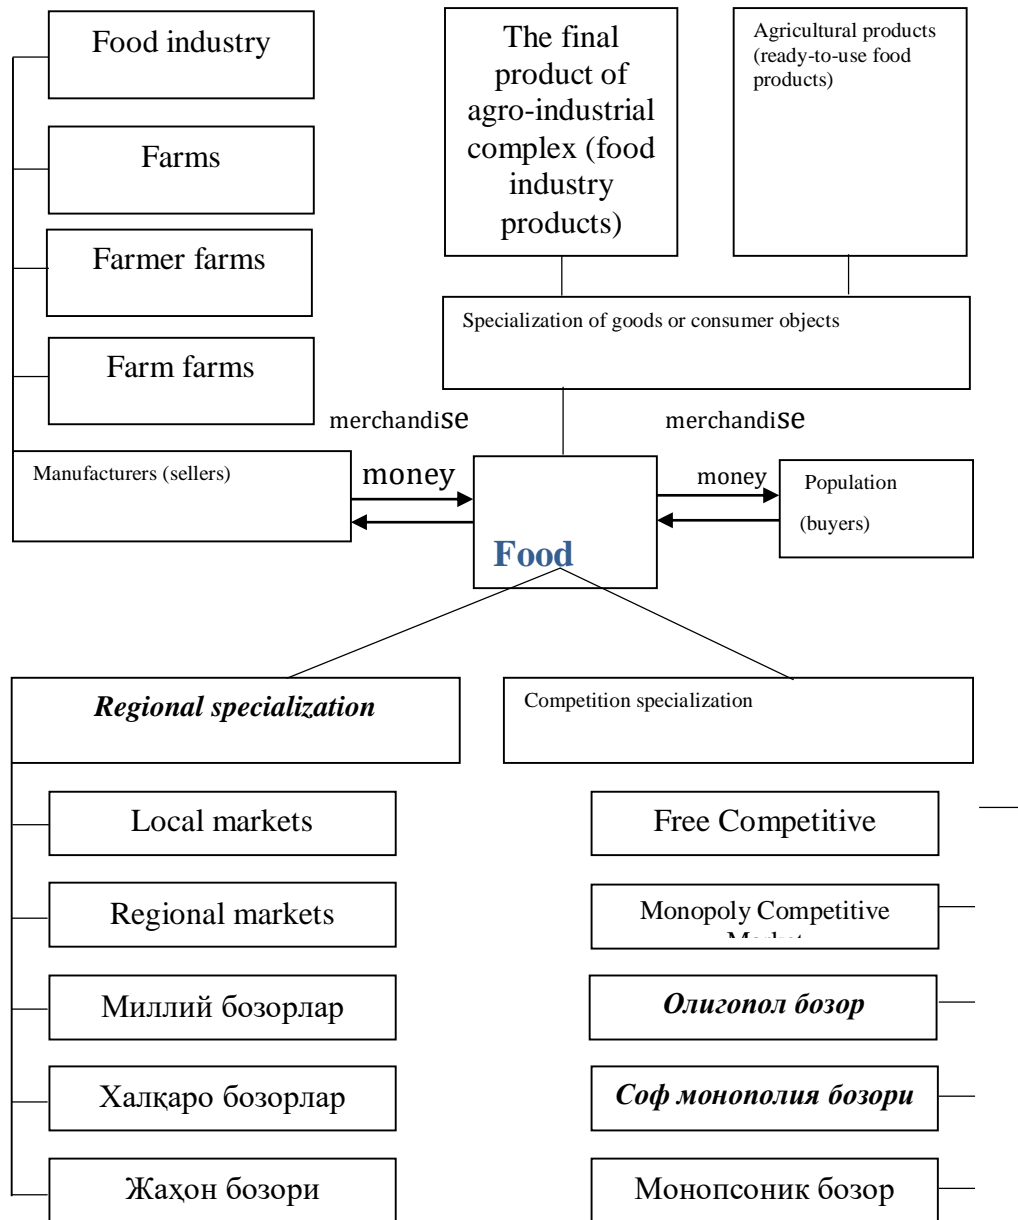 Food industry
Farms
Farmer farms
Farm farms
Manufacturers (sellers)
The final
product of
agro-industrial
complex (food
industry
products)
Agricultural products
(ready-to-use food
products)
Specialization of goods or consumer objects
merchandise
merchandise
money
money
Food
Population
(buyers)
Regional specialization
Local markets
Regional markets
Миллий бозорлар
Халқаро бозорлар
Жаҳон бозори
Competition specialization
Free Competitive
Monopoly Competitive
Олигопол бозор
Соф монополия бозори
Монопсоник бозор